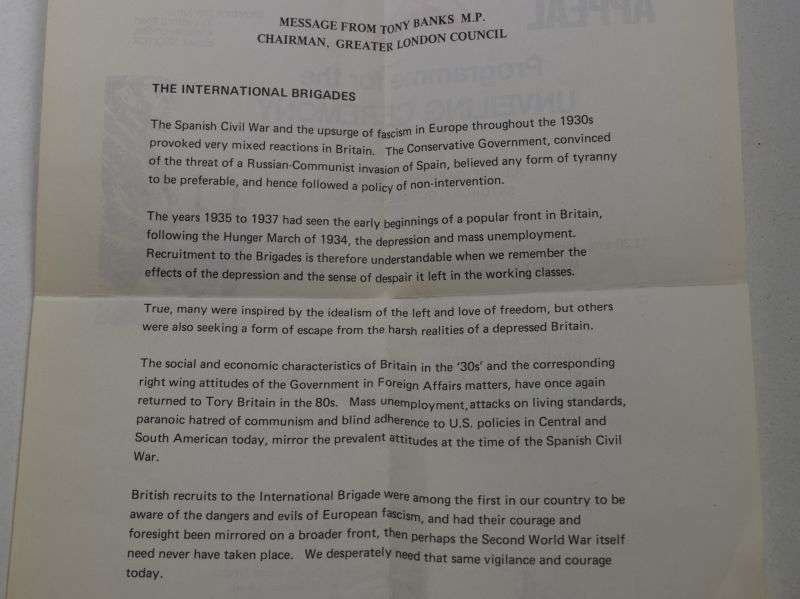 MESSAGE FROM TONY BANKS M.P.
CHAIRMAN, GREATER LONDON COUNCIL
THE INTERNATIONAL BRIGADES
The Spanish Civil War and the upsurge of fascism in Europe throughout the 1930s
provoked very mixed reactions in Britain. The Conservative Government, convinced
of the threat of a Russian-Communist invasion of Spain, believed any form of tyranny
to be preferable, and hence followed a policy of non-intervention.
The years 1935 to 1937 had seen the early beginnings of a popular front in Britain,
following the Hunger March of 1934, the depression and mass unemployment.
Recruitment to the Brigades is therefore understandable when we remember the
effects of the depression and the sense of despair it left in the working classes.
True, many were inspired by the idealism of the left and love of freedom, but others
were also seeking a form of escape from the harsh realities of a depressed Britain.
The social and economic characteristics of Britain in the '30s' and the corresponding
right wing attitudes of the Government in Foreign Affairs matters, have once again
returned to Tory Britain in the 80s. Mass unemployment, attacks on living standards,
paranoic hatred of communism and blind adherence to U.S. policies in Central and
South American today, mirror the prevalent attitudes at the time of the Spanish Civil
War.
British recruits to the International Brigade were among the first in our country to be
aware of the dangers and evils of European fascism, and had their courage and
foresight been mirrored on a broader front, then perhaps the Second World War itself
need never have taken place. We desperately need that same vigilance and courage
today.